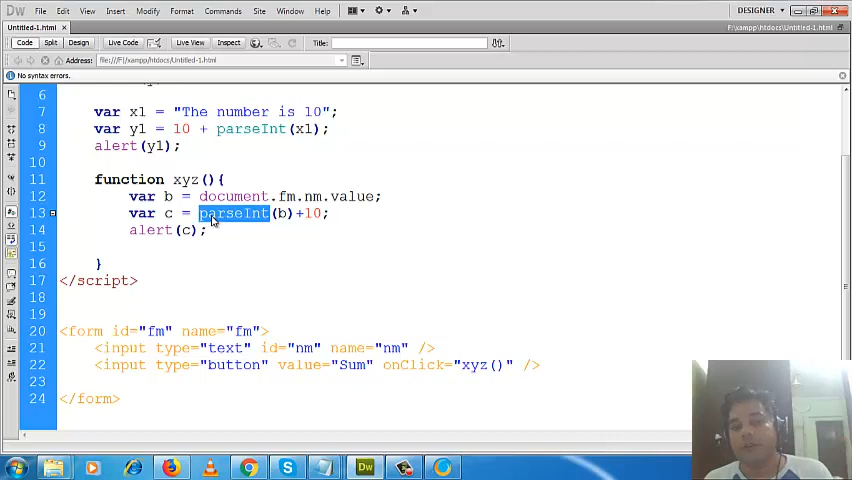 File Edit View Insert Modify Format Commands Site Window Help
DESIGNER
Untitled-1.html
F:\xampp\htdocs\Untitled-1.html
Code Split Design Live Code Live View Inspect Title:
Address: file:///F|/xampp/htdocs/Untitled-1.html
No syntax errors.
6
7 var x1 = "The number is 10";
8 var y1 = 10 + parseInt(x1);
9 alert(y1);
10
11 function xyz(){
12 var b = document.fm.nm.value;
13 var c = parseInt(b)+10;
14 alert(c);
15
16 }
17 </script>
18
19
20 <form id="fm" name="fm">
21 <input type="text" id="nm" name="nm" />
22 <input type="button" value="Sum" onClick="xyz()" />
23
24 </form>
Dw